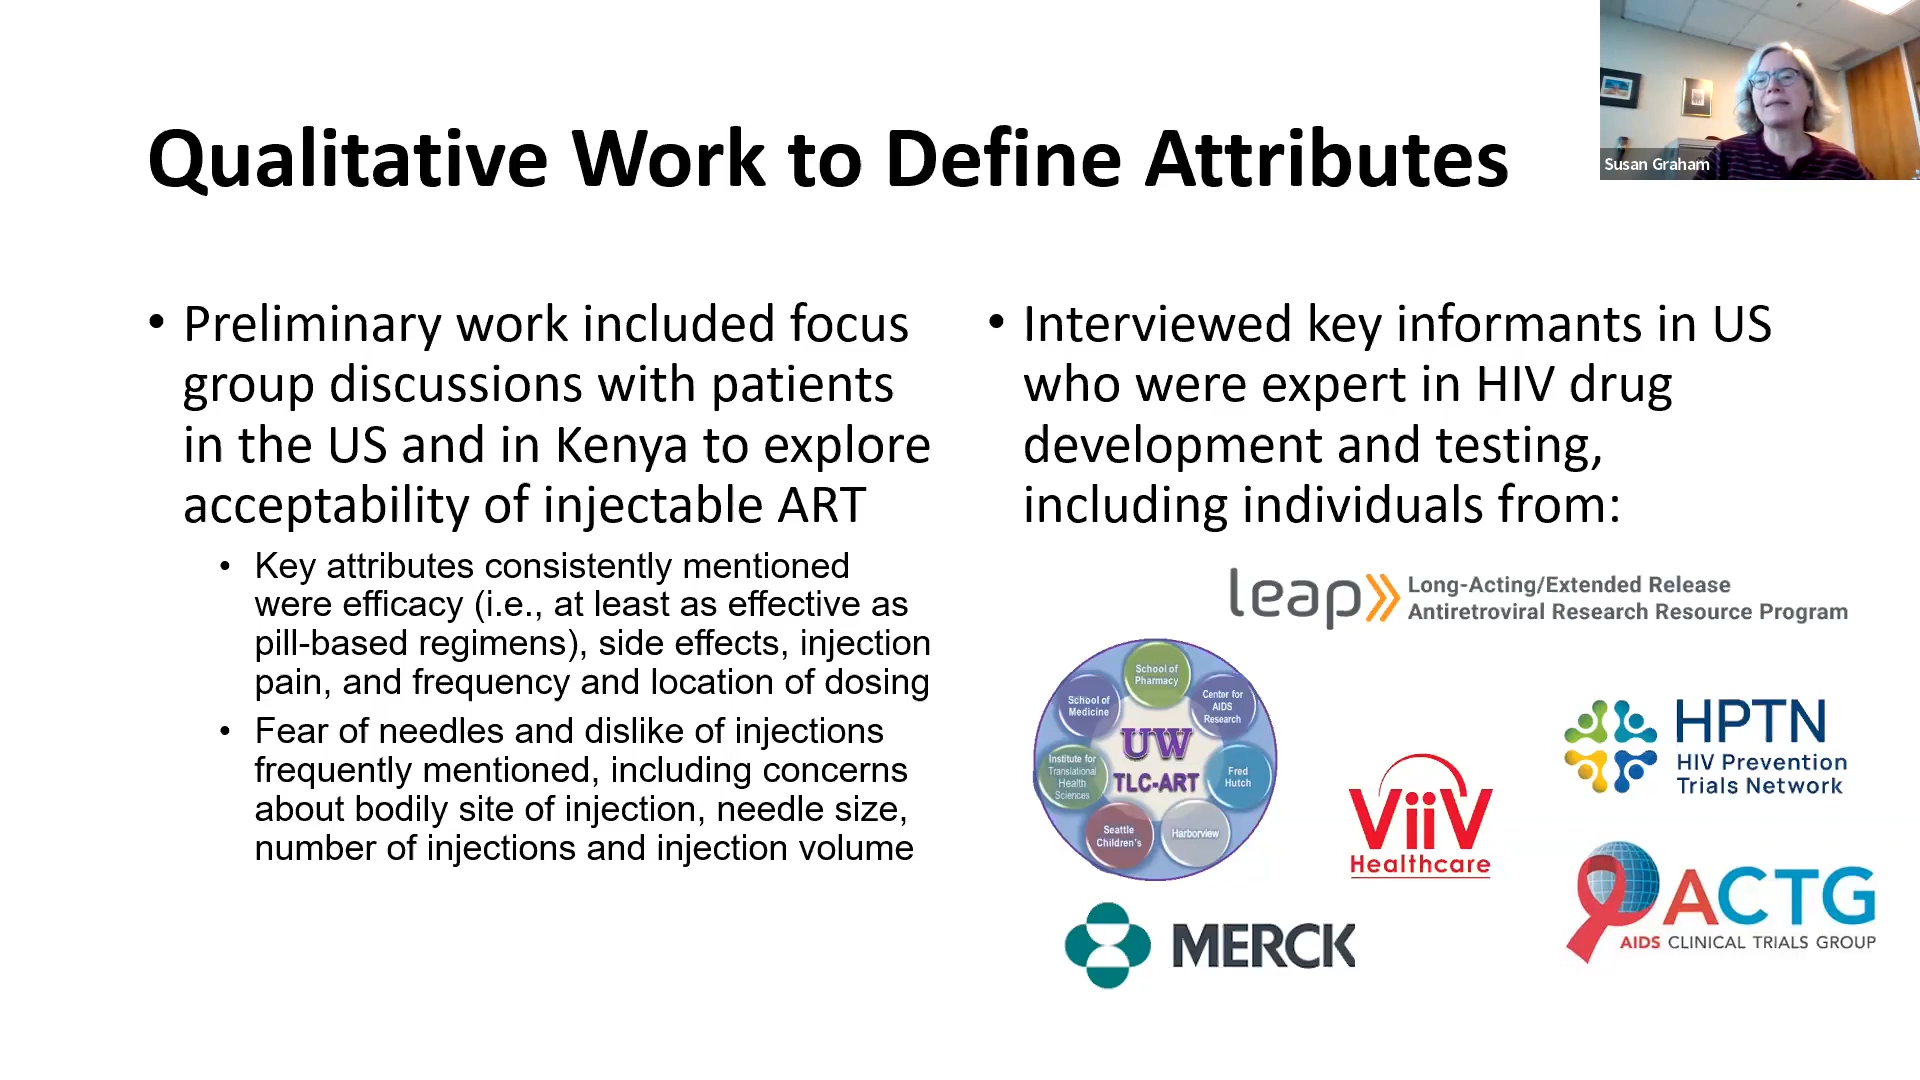 Qualitative Work to Define Attributes
Susan Graham
• Preliminary work included focus
group discussions with patients
in the US and in Kenya to explore
acceptability of injectable ART
• Key attributes consistently mentioned
were efficacy (i.e., at least as effective as
pill-based regimens), side effects, injection
pain, and frequency and location of dosing
• Fear of needles and dislike of injections
frequently mentioned, including concerns
about bodily site of injection, needle size,
number of injections and injection volume
• Interviewed key informants in US
who were expert in HIV drug
development and testing,
including individuals from:
leap
Long-Acting/Extended Release
Antiretroviral Research Resource Program
School of
Pharmacy
School of
Medicine
Center for
AIDS
Research
UW
TLC-ART
Institute for
Translational
Health
Sciences
Fred
Hutch
Seattle
Children's
Harborview
ViiV
Healthcare
HPTN
HIV Prevention
Trials Network
MERCK
ACTG
AIDS CLINICAL TRIALS GROUP